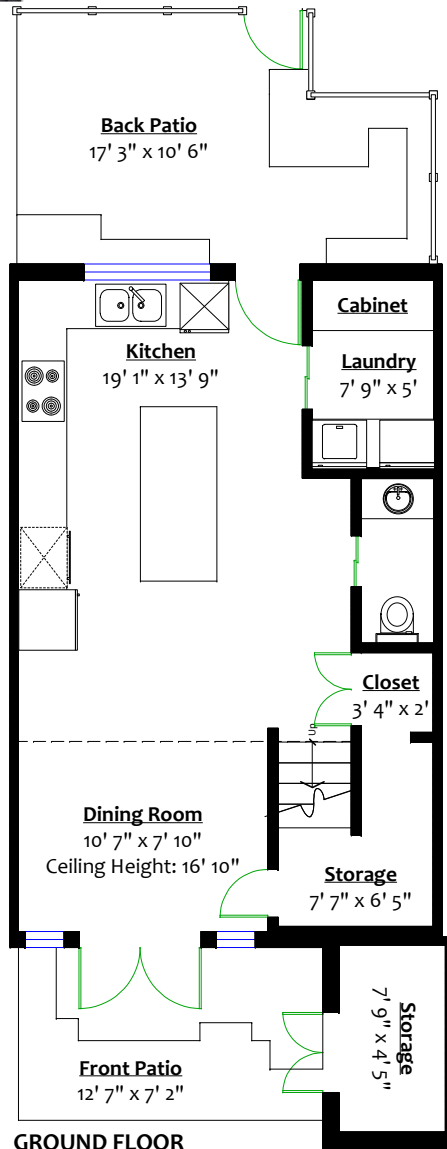 Back Patio
17' 3" x 10' 6"
Cabinet
Kitchen
19' 1" x 13' 9"
Laundry
7' 9" x 5'
Closet
3' 4" x 2'
Up
Dining Room
10' 7" x 7' 10"
Ceiling Height: 16' 10"
Storage
7' 7" x 6' 5"
Storage
7' 9" x 4' 5"
Front Patio
12' 7" x 7' 2"
GROUND FLOOR